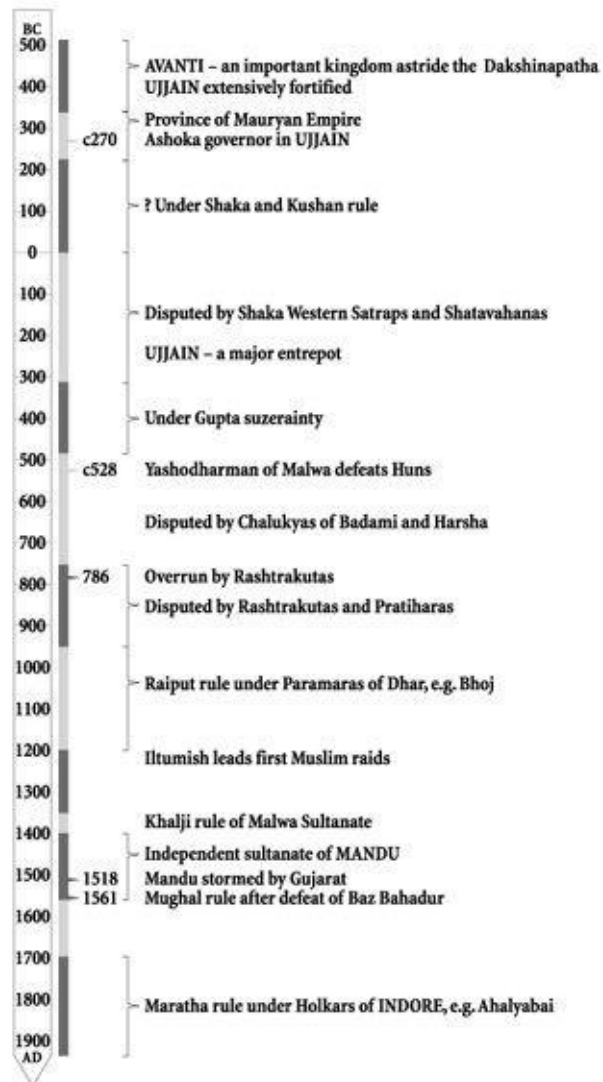 BC
500
AVANTI – an important kingdom astride the Dakshinapatha
400
UJJAIN extensively fortified
300
Province of Mauryan Empire
c270 Ashoka governor in UJJAIN
200
100
? Under Shaka and Kushan rule
0
100
Disputed by Shaka Western Satraps and Shatavahanas
200
UJJAIN – a major entrepot
300
400
Under Gupta suzerainty
500
c528 Yashodharman of Malwa defeats Huns
600
Disputed by Chalukyas of Badami and Harsha
700
786 Overrun by Rashtrakutas
800
Disputed by Rashtrakutas and Pratiharas
900
1000
Raiput rule under Paramaras of Dhar, e.g. Bhoj
1100
1200
Iltumish leads first Muslim raids
1300
Khalji rule of Malwa Sultanate
1400
Independent sultanate of MANDU
1500
1518 Mandu stormed by Gujarat
1561 Mughal rule after defeat of Baz Bahadur
1600
1700
1800
Maratha rule under Holkars of INDORE, e.g. Ahalyabai
1900
AD